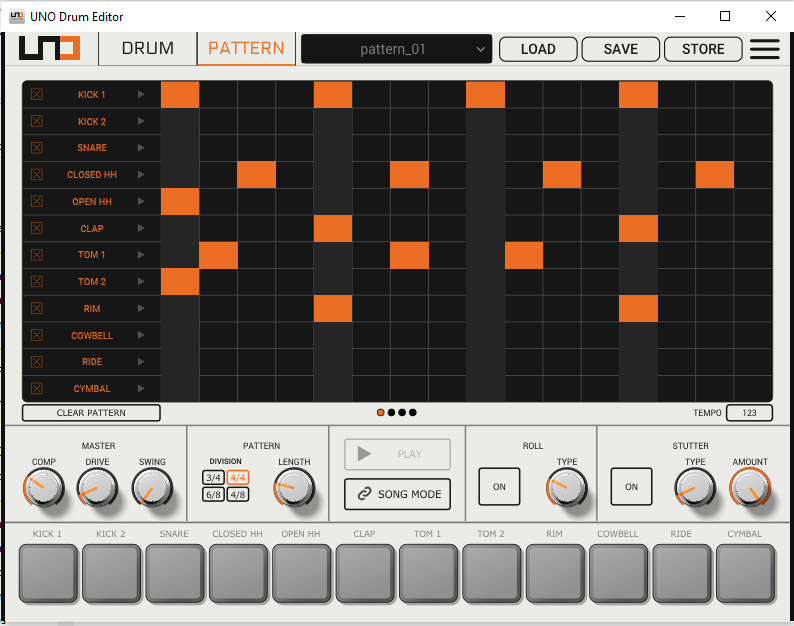 UNO Drum Editor
UNO DRUM PATTERN pattern_01 LOAD SAVE STORE
KICK 1
KICK 2
SNARE
CLOSED HH
OPEN HH
CLAP
TOM 1
TOM 2
RIM
COWBELL
RIDE
CYMBAL
CLEAR PATTERN TEMPO 123
MASTER
COMP DRIVE SWING
PATTERN
DIVISION LENGTH
3/4 4/4
6/8 4/8
PLAY
SONG MODE
ROLL
TYPE
ON
STUTTER
TYPE AMOUNT
ON
KICK 1 KICK 2 SNARE CLOSED HH OPEN HH CLAP TOM 1 TOM 2 RIM COWBELL RIDE CYMBAL